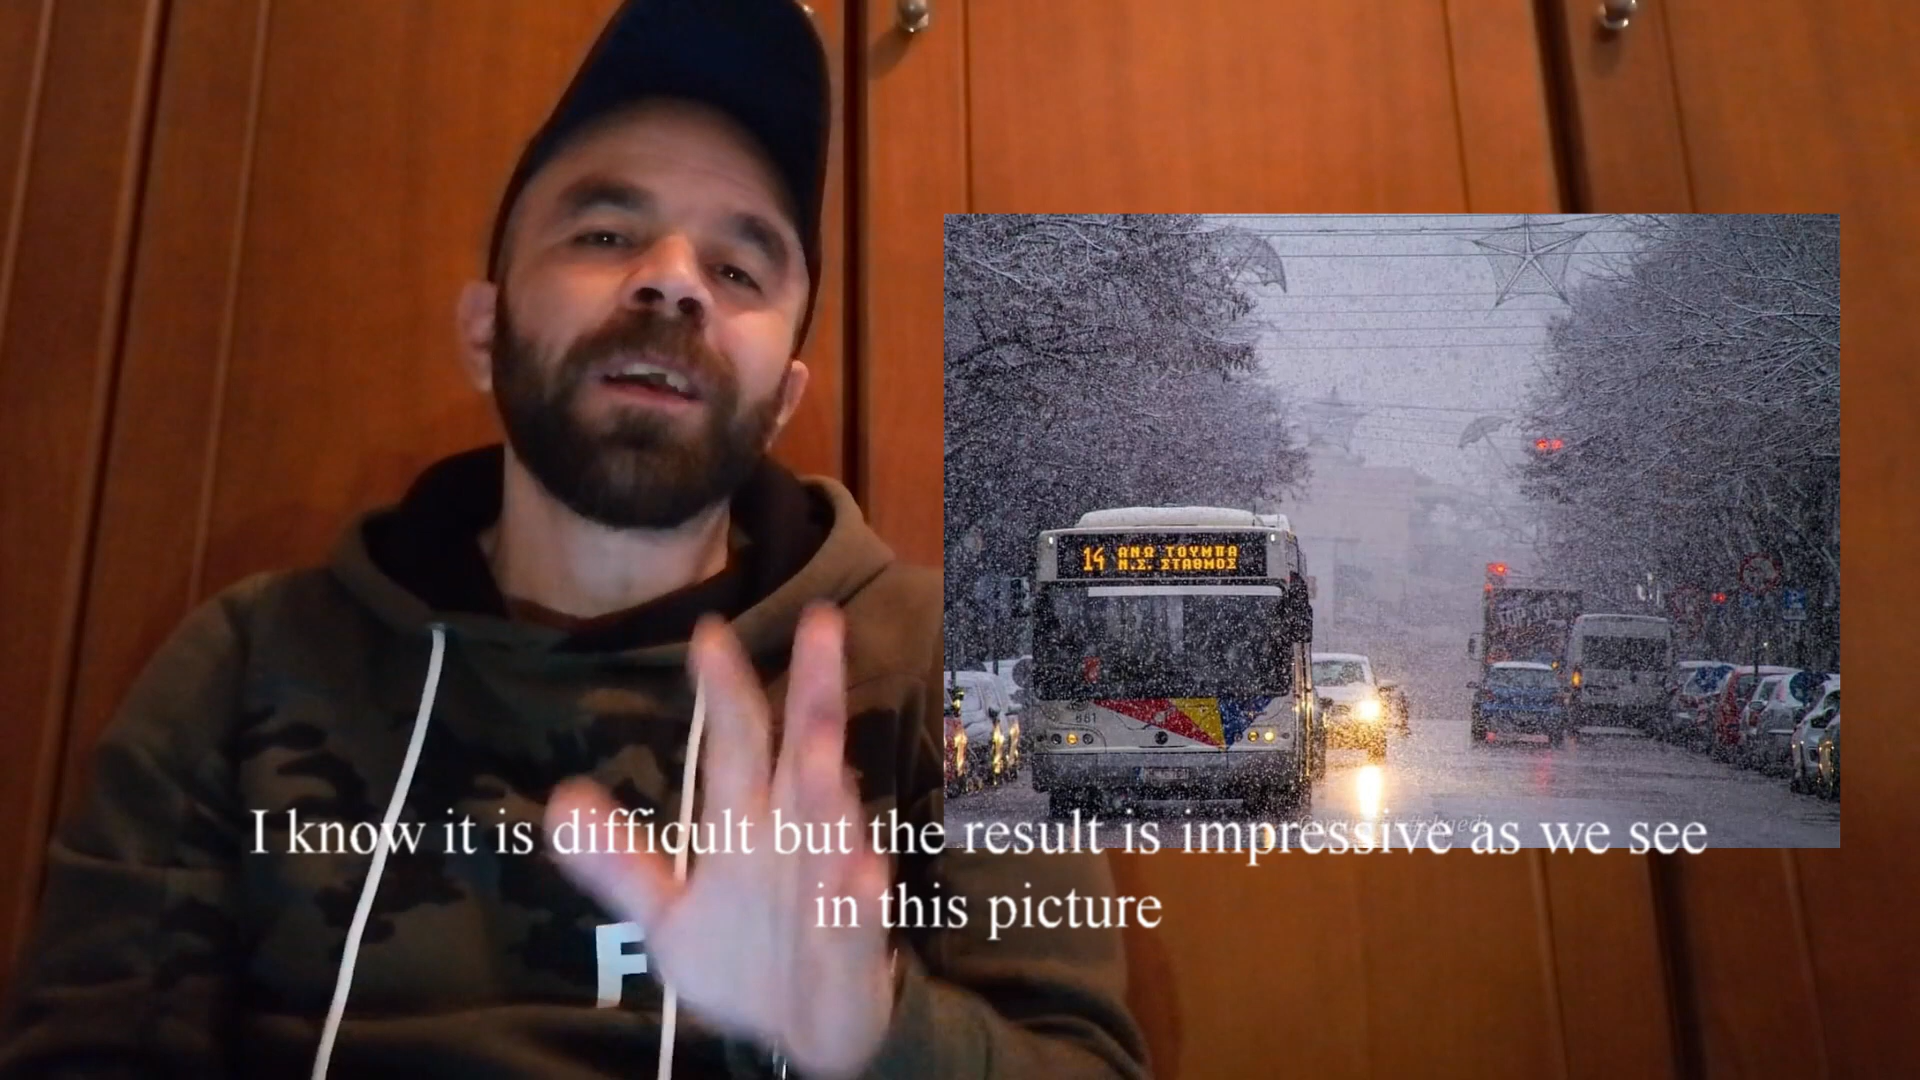 14 ΑΝΩ ΤΟΥΜΠΑ
Ν.Σ. ΣΤΑΘΜΟΣ
881
I know it is difficult but the result is impressive as we see
in this picture
F